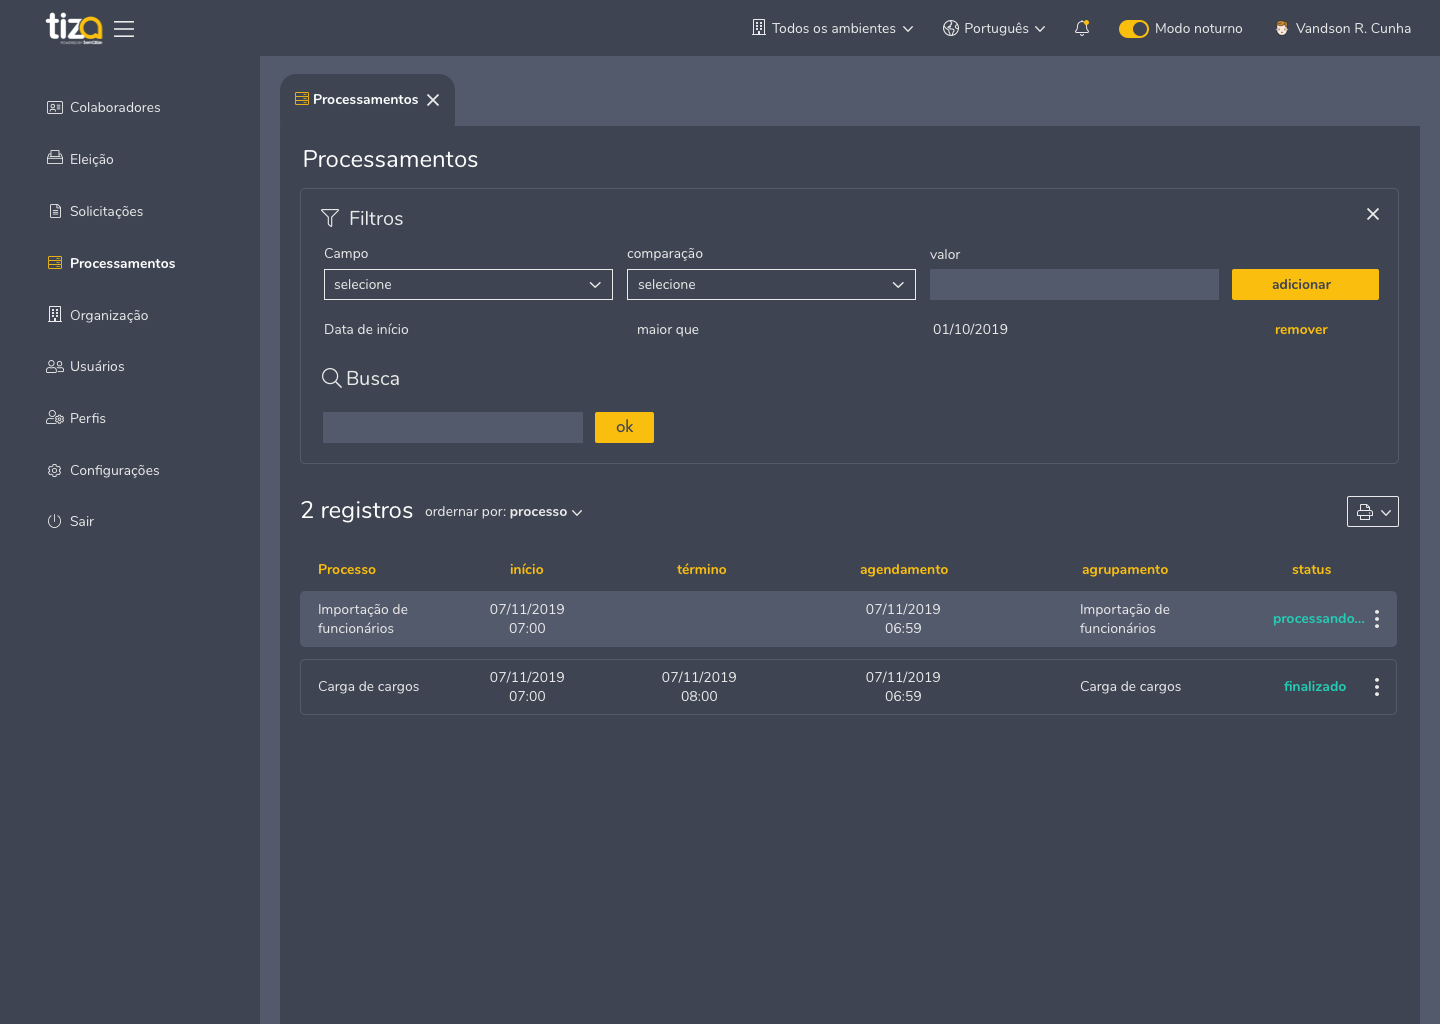 tiza
Todos os ambientes
Português
Modo noturno
Vandson R. Cunha
Colaboradores
Eleição
Solicitações
Processamentos
Organização
Usuários
Perfis
Configurações
Sair
Processamentos
Processamentos
Filtros
Campo
comparação
valor
selecione
selecione
adicionar
Data de início
maior que
01/10/2019
remover
Busca
ok
2 registros
ordernar por: processo
Processo
início
término
agendamento
agrupamento
status
Importação de
funcionários
07/11/2019
07:00
07/11/2019
06:59
Importação de
funcionários
processando...
Carga de cargos
07/11/2019
07:00
07/11/2019
08:00
07/11/2019
06:59
Carga de cargos
finalizado